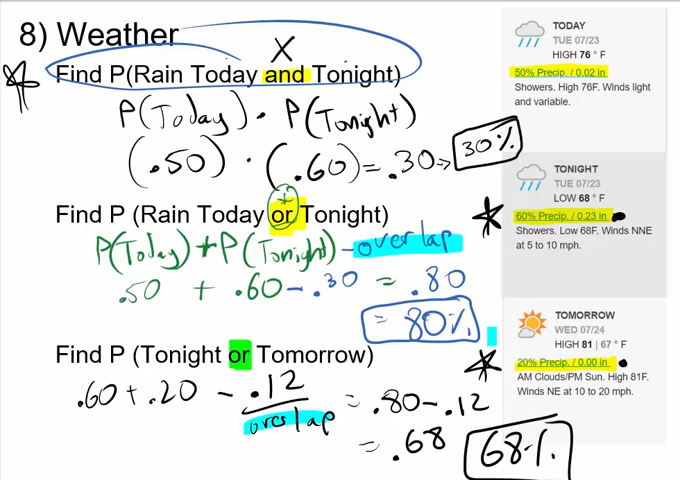 8) Weather
X
Find P(Rain Today and Tonight)
P(Today) · P(Tonight)
(.50) · (.60) = .30 => 30%
+
Find P (Rain Today or Tonight)
P(Today) + P(Tonight) - overlap
.50 + .60 - .30 = .80
= 80%
Find P (Tonight or Tomorrow)
.60 + .20 - .12 = .80 - .12
overlap
= .68 68%
TODAY
TUE 07/23
HIGH 76 ° F
50% Precip. / 0.02 in
Showers. High 76F. Winds light
and variable.
TONIGHT
TUE 07/23
LOW 68 ° F
60% Precip. / 0.23 in
Showers. Low 68F. Winds NNE
at 5 to 10 mph.
TOMORROW
WED 07/24
HIGH 81 | 67 ° F
20% Precip. / 0.00 in
AM Clouds/PM Sun. High 81F.
Winds NE at 10 to 20 mph.